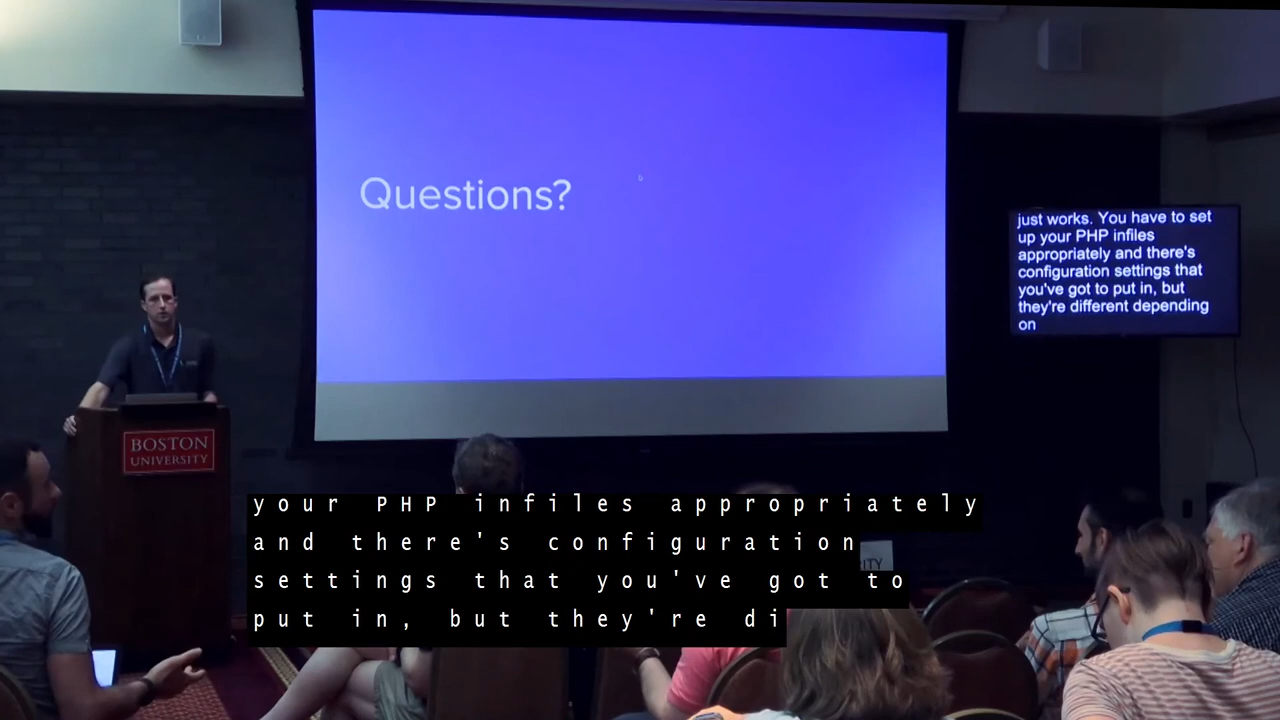 Questions?
just works. You have to set
up your PHP infiles
appropriately and there's
configuration settings that
you've got to put in, but
they're different depending
on
BOSTON
UNIVERSITY
your PHP infiles appropriately
and there's configuration
settings that you've got to
put in, but they're di